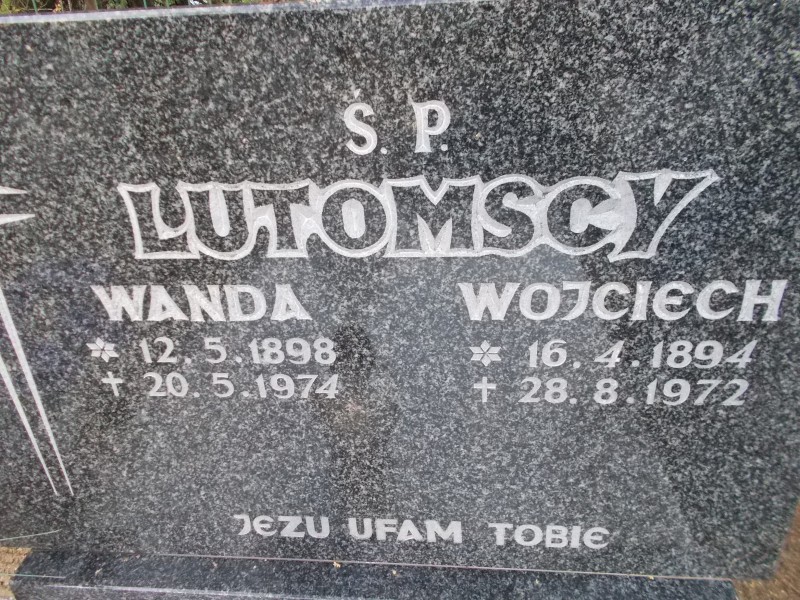 Ś. P.
LUTOMSCY
WANDA WOJCIECH
* 12.5.1898 * 16.4.1894
† 20.5.1974 † 28.8.1972
JEZU UFAM TOBIE